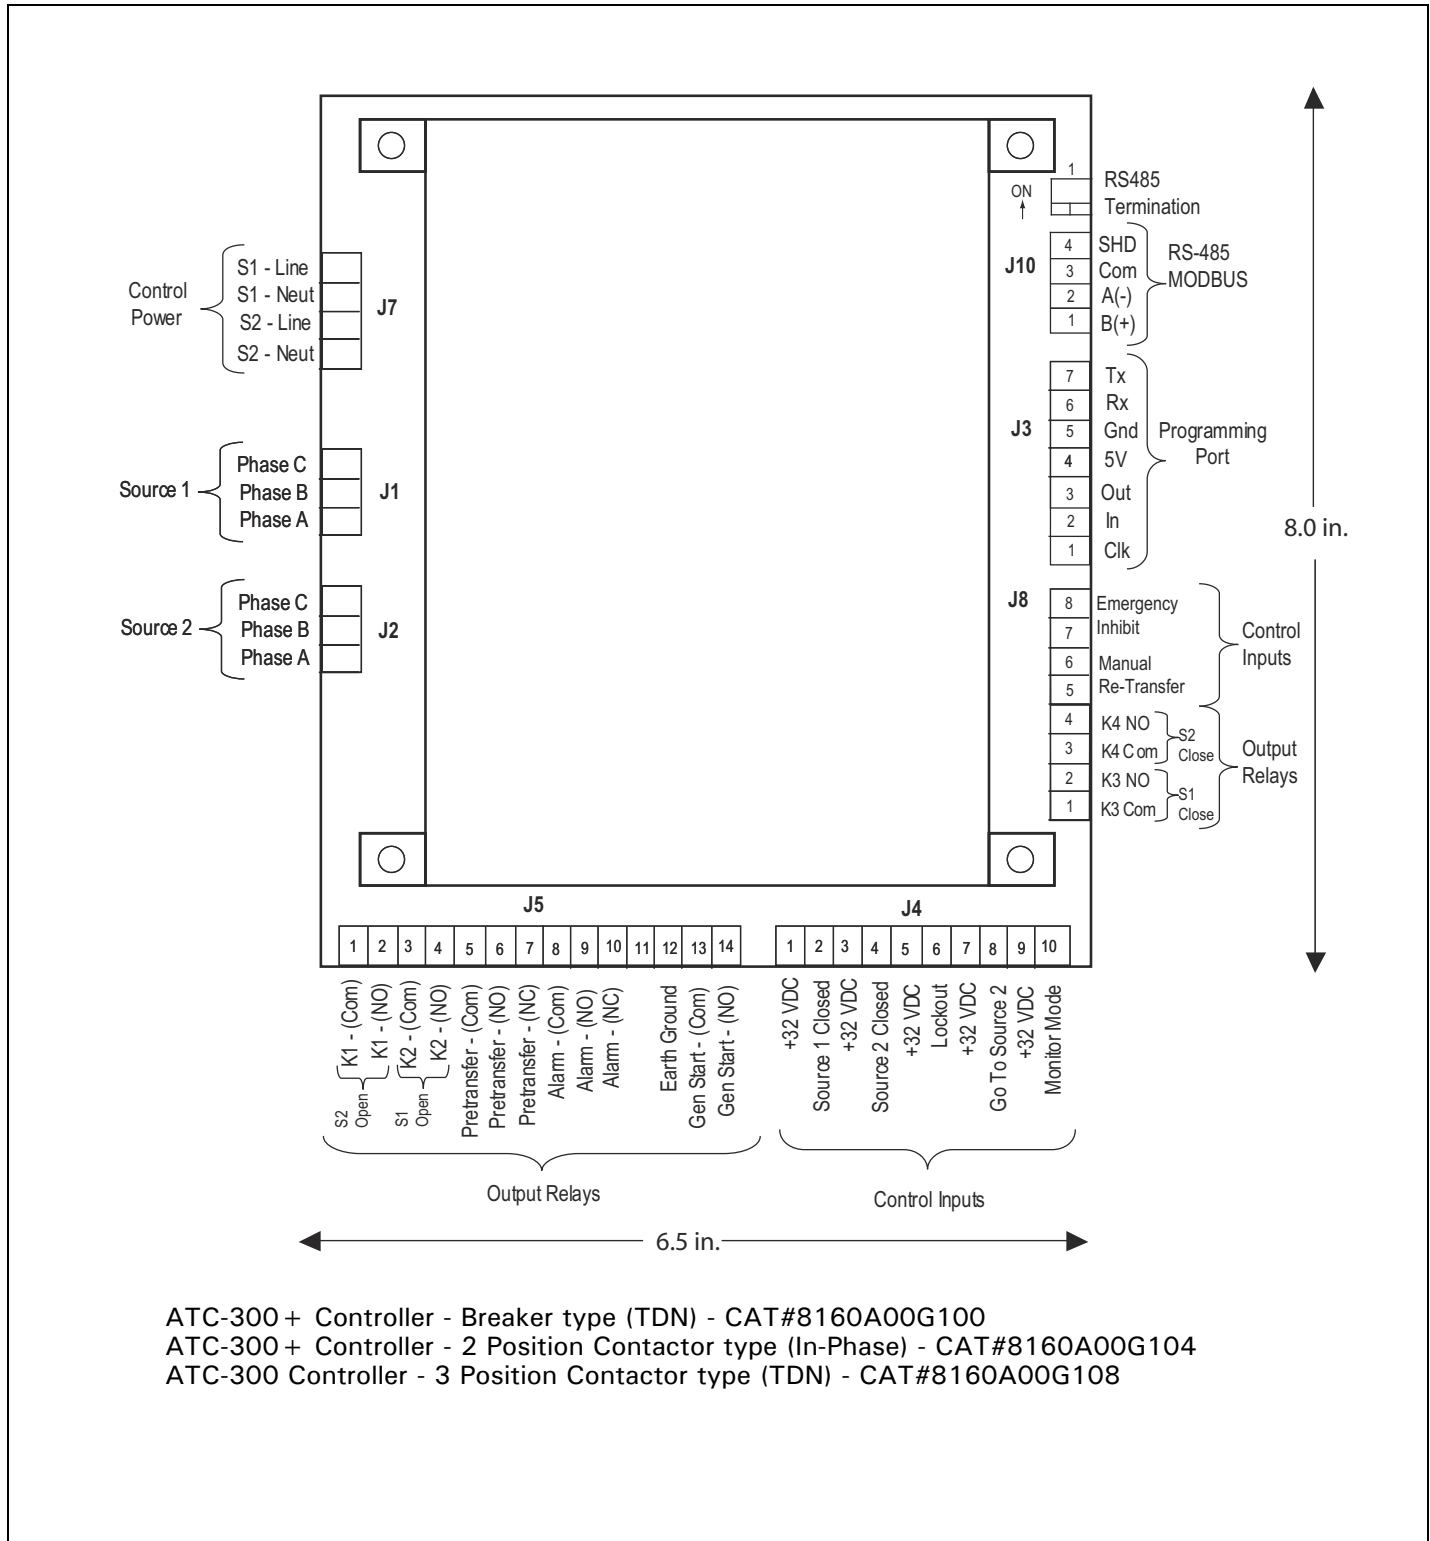 1
ON
RS485
Termination
J10
4 SHD
3 Com
2 A(-)
1 B(+)
RS-485
MODBUS
Control
Power
S1 - Line
S1 - Neut
S2 - Line
S2 - Neut
J7
J3
7 Tx
6 Rx
5 Gnd
4 5V
3 Out
2 In
1 Clk
Programming
Port
Source 1
Phase C
Phase B
Phase A
J1
8.0 in.
Source 2
Phase C
Phase B
Phase A
J2
J8
8 Emergency
7 Inhibit
6 Manual
5 Re-Transfer
Control
Inputs
4 K4 NO
3 K4 Com
S2
Close
2 K3 NO
1 K3 Com
S1
Close
Output
Relays
J5
1 2 3 4 5 6 7 8 9 10 11 12 13 14
K1 - (Com)
K1 - (NO)
S2
Open
K2 - (Com)
K2 - (NO)
S1
Open
Pretransfer - (Com)
Pretransfer - (NO)
Pretransfer - (NC)
Alarm - (Com)
Alarm - (NO)
Alarm - (NC)
Earth Ground
Gen Start - (Com)
Gen Start - (NO)
Output Relays
J4
1 2 3 4 5 6 7 8 9 10
+32 VDC
Source 1 Closed
+32 VDC
Source 2 Closed
+32 VDC
Lockout
+32 VDC
Go To Source 2
+32 VDC
Monitor Mode
Control Inputs
6.5 in.
ATC-300+ Controller - Breaker type (TDN) - CAT#8160A00G100
ATC-300+ Controller - 2 Position Contactor type (In-Phase) - CAT#8160A00G104
ATC-300 Controller - 3 Position Contactor type (TDN) - CAT#8160A00G108